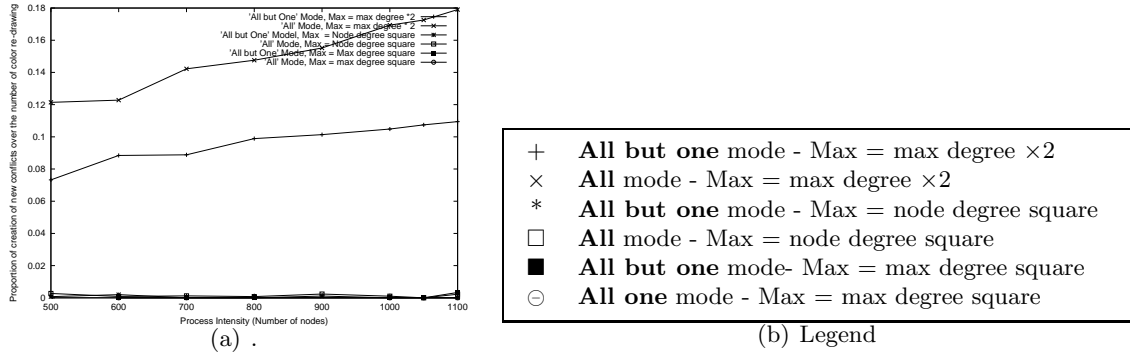 0.18
0.16
0.14
0.12
0.1
0.08
0.06
0.04
0.02
0
500 600 700 800 900 1000 1100
Proportion of creation of new conflicts over the number of color re-drawing
Process Intensity (Number of nodes)
'All but One' Mode, Max = max degree *2
'All' Mode, Max = max degree * 2
'All but One' Model, Max = Node degree square
'All' Mode, Max = Node degree square
'All but One' Mode, Max = Max degree square
All' Mode, Max = max degree square
(a) .
+ All but one mode - Max = max degree ×2
× All mode - Max = max degree ×2
* All but one mode - Max = node degree square
□ All mode - Max = node degree square
■ All but one mode- Max = max degree square
⊖ All one mode - Max = max degree square
(b) Legend